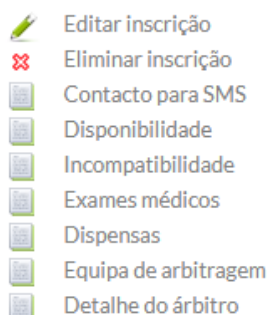 Editar inscrição
Eliminar inscrição
Contacto para SMS
Disponibilidade
Incompatibilidade
Exames médicos
Dispensas
Equipa de arbitragem
Detalhe do árbitro